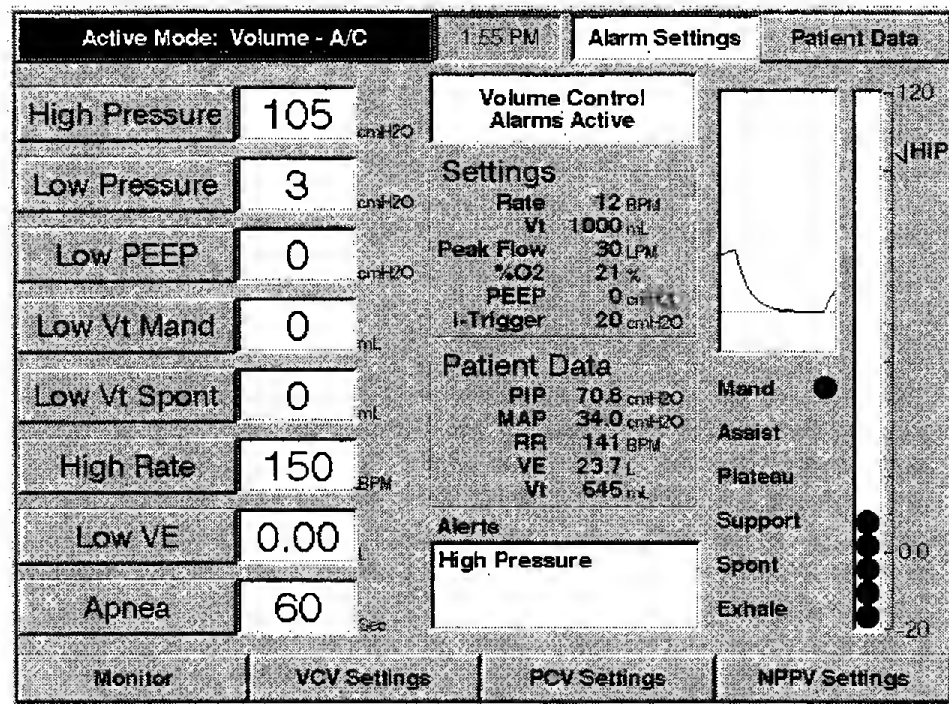 Active Mode: Volume - A/C
1:55 PM
Alarm Settings
Patient Data
High Pressure 105 cmH2O
Low Pressure 3 cmH2O
Low PEEP 0 cmH2O
Low Vt Mand 0 mL
Low Vt Spont 0 mL
High Rate 150 BPM
Low VE 0.00 L
Apnea 60 Sec
Volume Control
Alarms Active
Settings
Rate 12 BPM
Vt 1000 mL
Peak Flow 30 LPM
%O2 21 %
PEEP 0
I-Trigger 20 cmH2O
Patient Data
PIP 70.8 cmH2O
MAP 34.0 cmH2O
RR 141 BPM
VE 23.7 L
Vt 645 mL
Alerts
High Pressure
Mand
Assist
Plateau
Support
Spont
Exhale
120
HIP
0.0
-20
Monitor
VCV Settings
PCV Settings
NPPV Settings